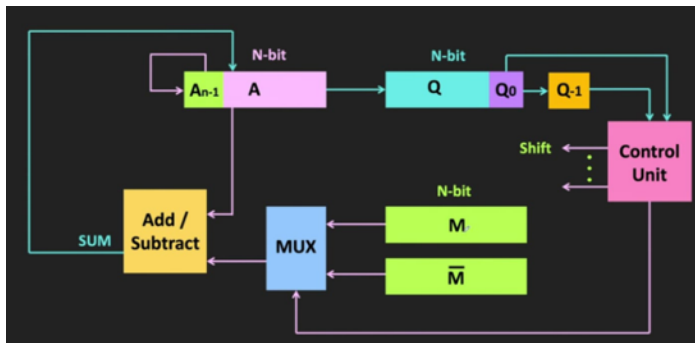 N-bit
N-bit
An-1
A
Q
Q0
Q-1
Shift
Control
Unit
N-bit
Add /
Subtract
MUX
M
M̅
SUM